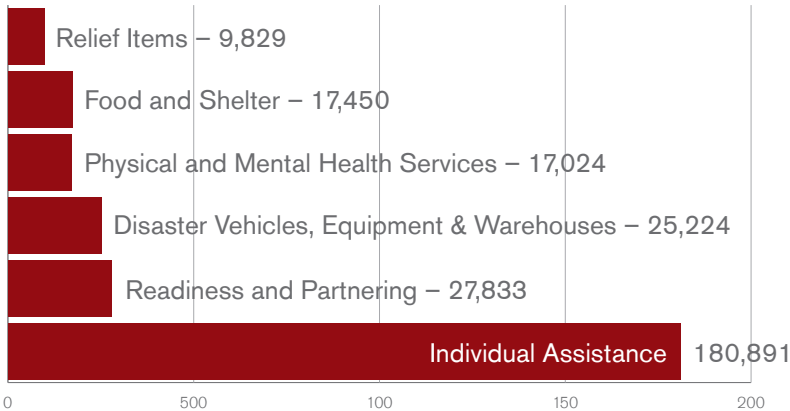 Relief Items – 9,829
Food and Shelter – 17,450
Physical and Mental Health Services – 17,024
Disaster Vehicles, Equipment & Warehouses – 25,224
Readiness and Partnering – 27,833
Individual Assistance 180,891
0 500 100 150 200